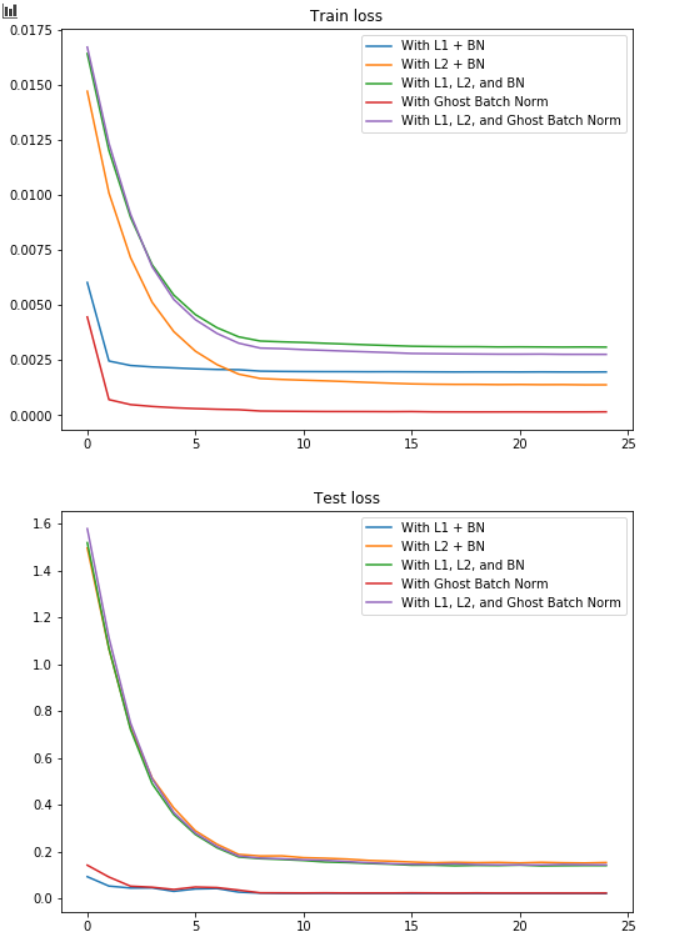 Train loss
0.0175
0.0150
0.0125
0.0100
0.0075
0.0050
0.0025
0.0000
With L1 + BN
With L2 + BN
With L1, L2, and BN
With Ghost Batch Norm
With L1, L2, and Ghost Batch Norm
0 5 10 15 20 25
Test loss
1.6
1.4
1.2
1.0
0.8
0.6
0.4
0.2
0.0
With L1 + BN
With L2 + BN
With L1, L2, and BN
With Ghost Batch Norm
With L1, L2, and Ghost Batch Norm
0 5 10 15 20 25